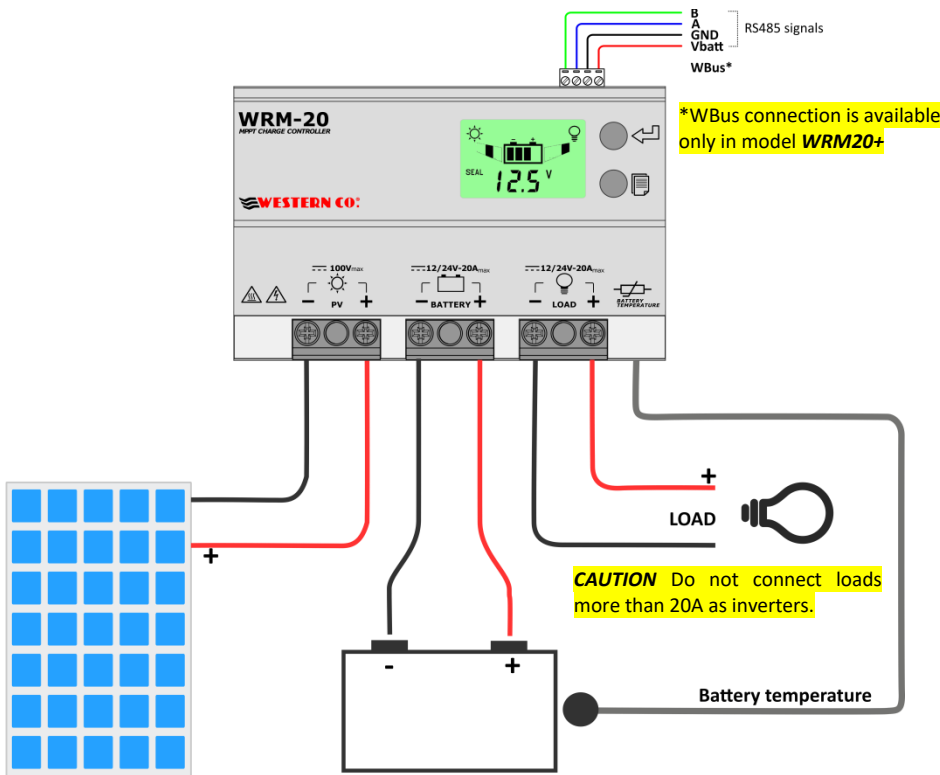 B
A
GND
Vbatt
RS485 signals
WBus*
*WBus connection is available
only in model WRM20+
WRM-20
MPPT CHARGE CONTROLLER
SEAL 12.5 V
WESTERN CO.
100Vmax
12/24V-20Amax
12/24V-20Amax
- PV +
- BATTERY +
- LOAD +
BATTERY
TEMPERATURE
+
LOAD
+
CAUTION Do not connect loads
more than 20A as inverters.
- +
Battery temperature